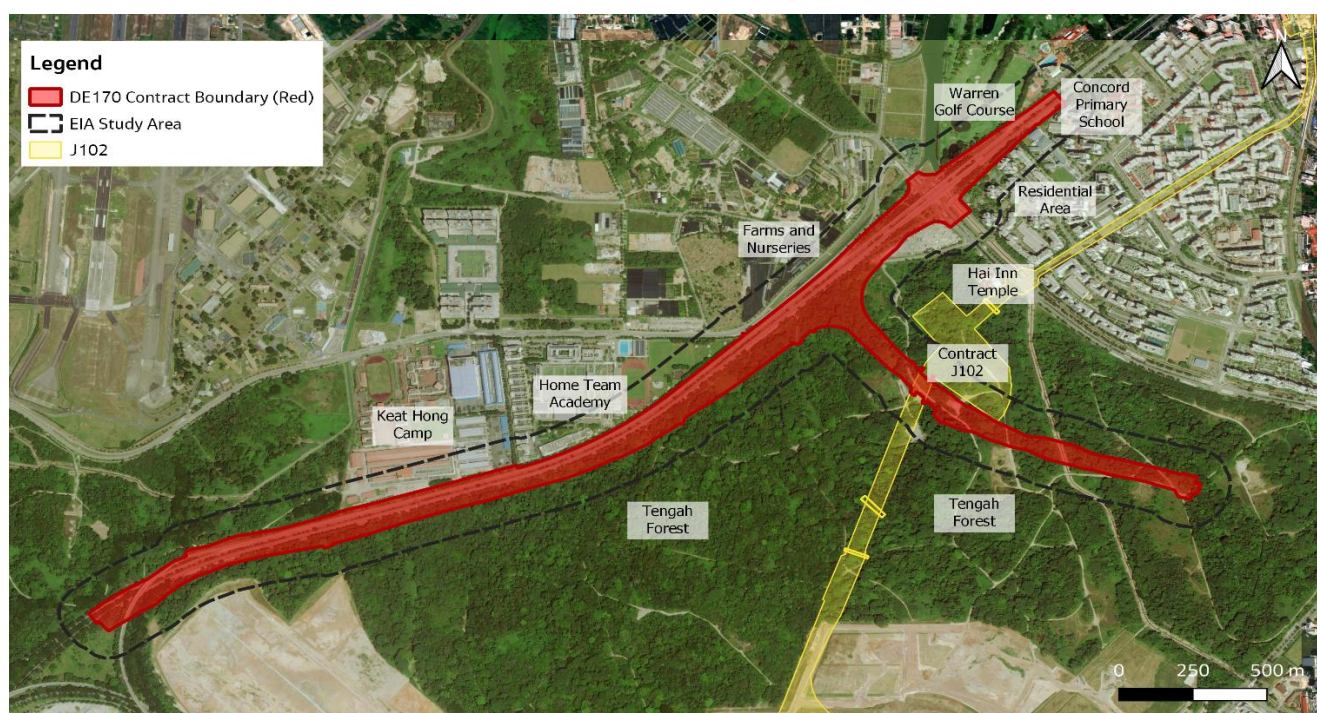 Legend
DE170 Contract Boundary (Red)
EIA Study Area
J102
N
Warren
Golf Course
Concord
Primary
School
Residential
Area
Farms and
Nurseries
Hai Inn
Temple
Contract
J102
Home Team
Academy
Keat Hong
Camp
Tengah
Forest
Tengah
Forest
0 250 500 m